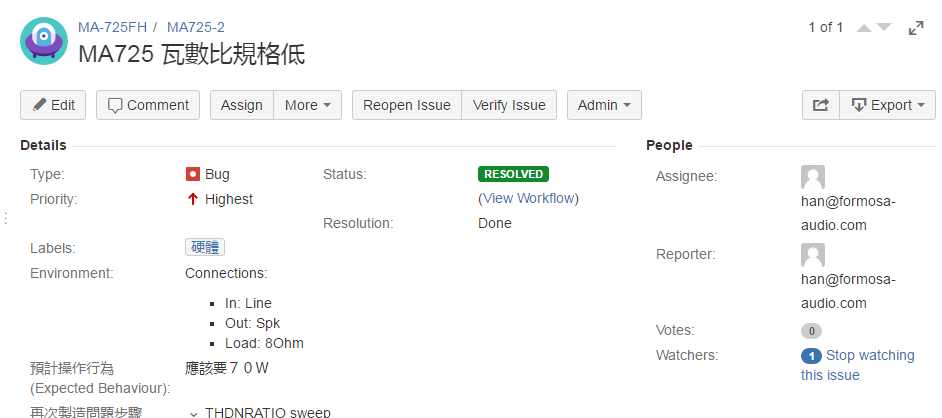 MA-725FH / MA725-2
1 of 1
MA725 瓦數比規格低
Edit Comment Assign More Reopen Issue Verify Issue Admin Export
Details
Type: Bug
Status: RESOLVED
(View Workflow)
Priority: Highest
Resolution: Done
Labels: 硬體
Environment: Connections:
In: Line
Out: Spk
Load: 8Ohm
預計操作行為
(Expected Behaviour):
應該要７０W
再次製造問題步驟
THDNRATIO sweep
People
Assignee:
han@formosa-
audio.com
Reporter:
han@formosa-
audio.com
Votes: 0
Watchers: 1 Stop watching
this issue